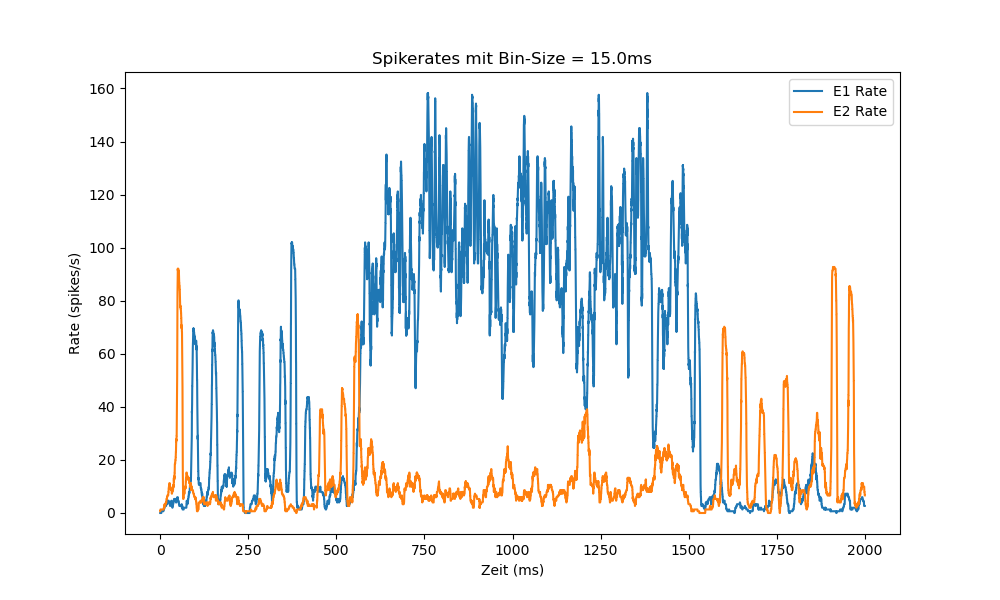 Spikerates mit Bin-Size = 15.0ms
E1 Rate
E2 Rate
Rate (spikes/s)
160
140
120
100
80
60
40
20
0
0 250 500 750 1000 1250 1500 1750 2000
Zeit (ms)